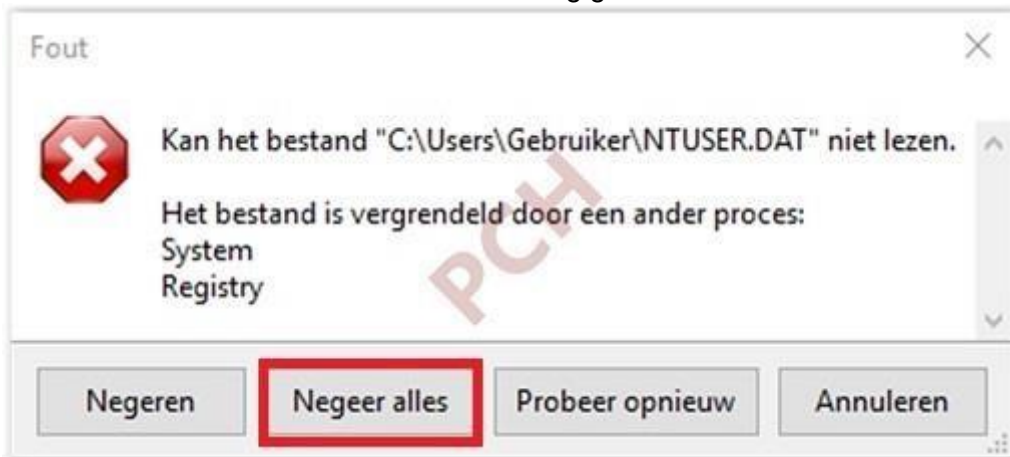 Fout
Kan het bestand "C:\Users\Gebruiker\NTUSER.DAT" niet lezen.
Het bestand is vergrendeld door een ander proces:
System
Registry
PCH
Negeren
Negeer alles
Probeer opnieuw
Annuleren